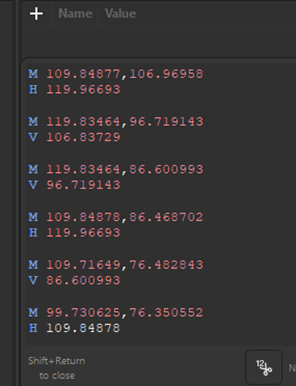 + Name Value
M 109.84877,106.96958
H 119.96693
M 119.83464,96.719143
V 106.83729
M 119.83464,86.600993
V 96.719143
M 109.84878,86.468702
H 119.96693
M 109.71649,76.482843
V 86.600993
M 99.730625,76.350552
H 109.84878
Shift+Return
to close
12
N